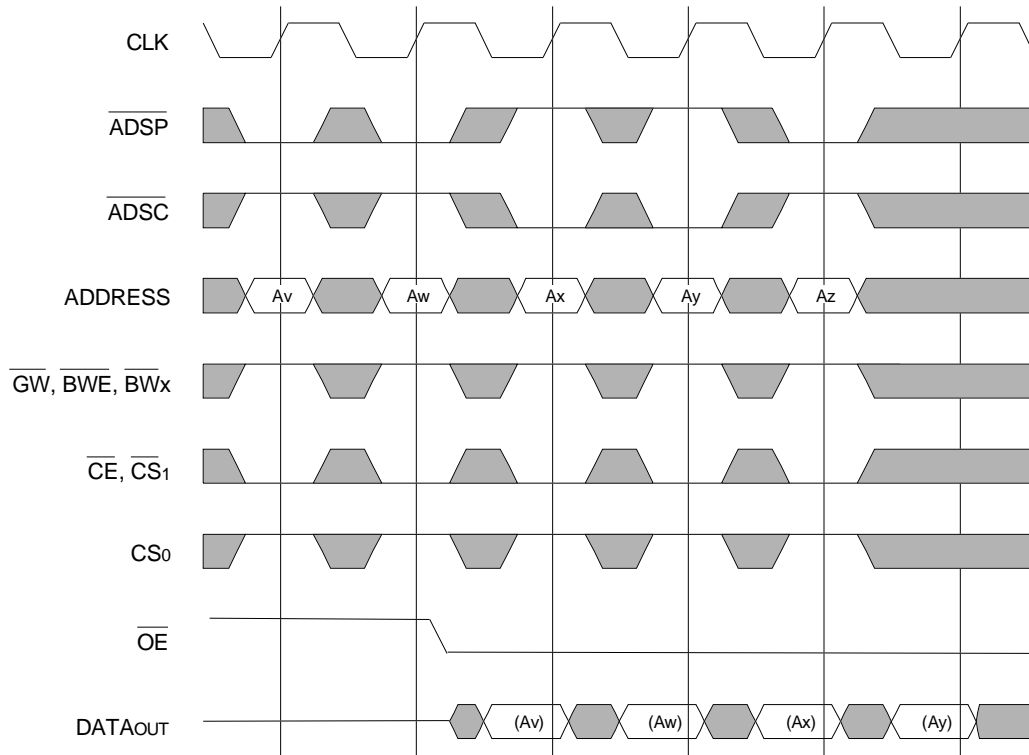 CLK
ADSP
ADSC
ADDRESS
Av Aw Ax Ay Az
GW, BWE, BWx
CE, CS1
CS0
OE
DATAOUT
(Av) (Aw) (Ax) (Ay)